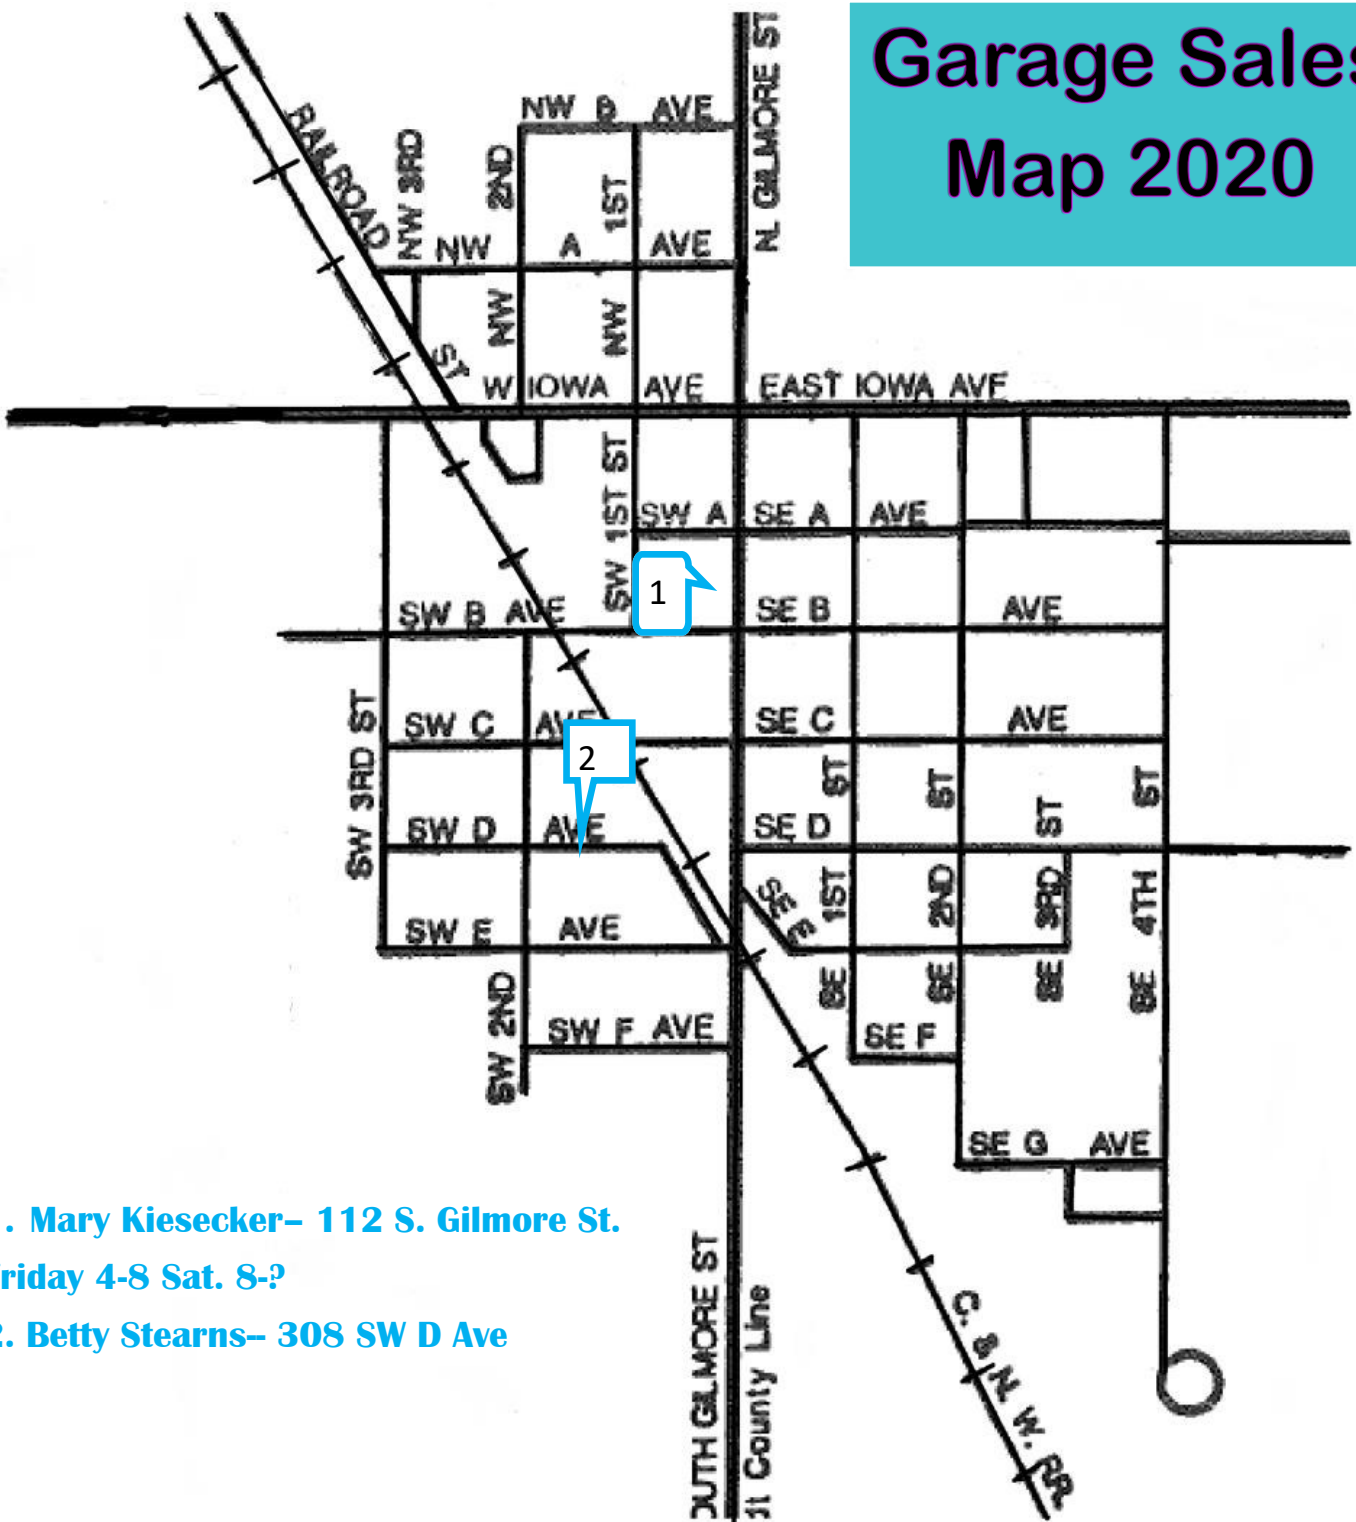 Garage Sales
Map 2020
N. GILMORE ST
NW B AVE
RAILROAD ST
NW 3RD
NW 2ND
NW 1ST
NW A AVE
W IOWA AVE
EAST IOWA AVE
SW 1ST ST
SW A
SE A AVE
1
SW B AVE
SE B AVE
SW 3RD ST
SW C AVE
SE C AVE
2
SW D AVE
SE D
SE 1ST ST
SE 2ND ST
SE 3RD ST
SE 4TH ST
SE E
SW E AVE
SW 2ND
SW F AVE
SE F
SE G AVE
. Mary Kiesecker– 112 S. Gilmore St.
riday 4-8 Sat. 8-?
2. Betty Stearns-- 308 SW D Ave
OUTH GILMORE ST
County Line
C. & N. W. RR